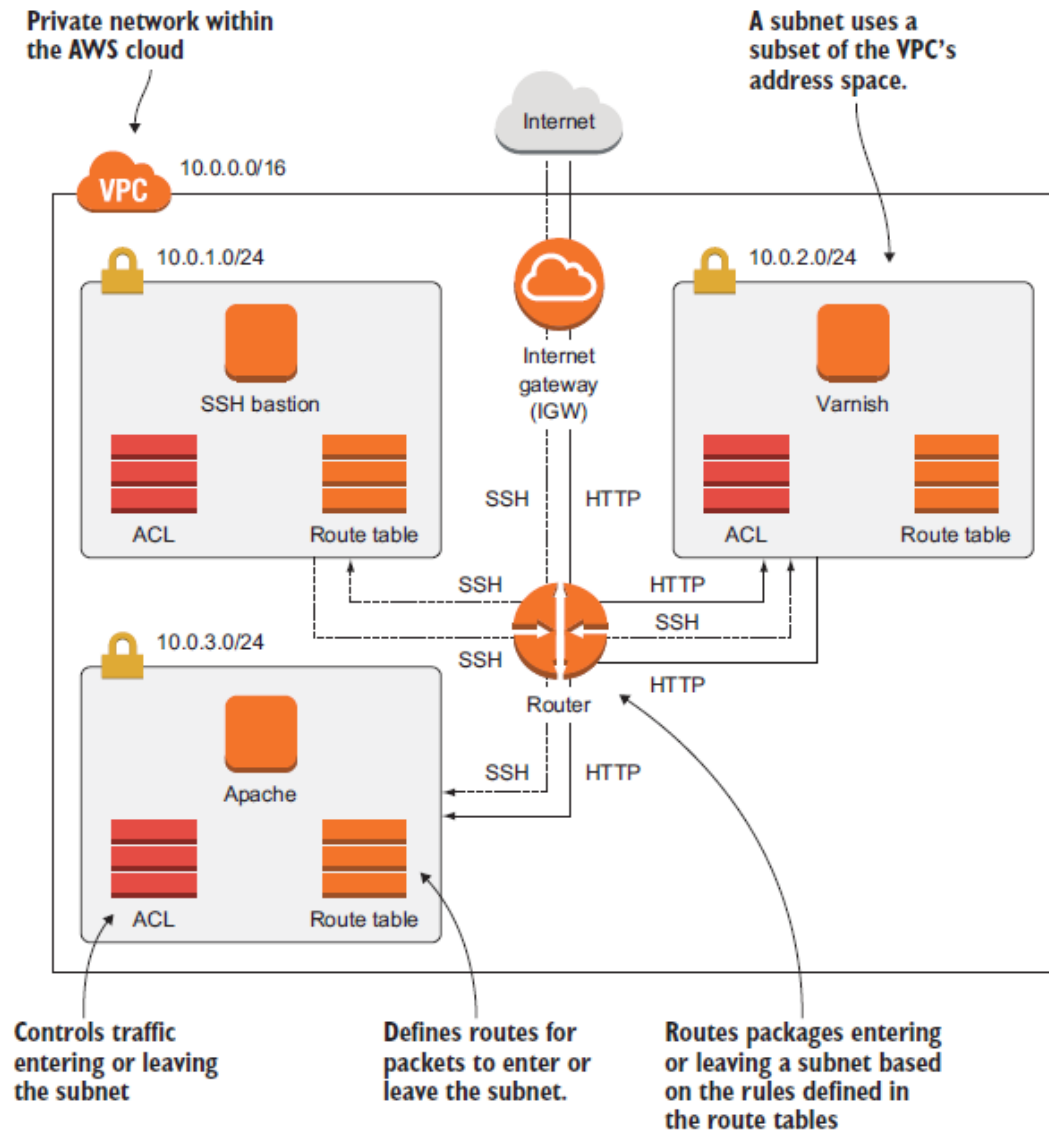 Private network within
the AWS cloud
A subnet uses a
subset of the VPC's
address space.
Internet
VPC
10.0.0.0/16
10.0.1.0/24
SSH bastion
ACL
Route table
Internet
gateway
(IGW)
SSH
HTTP
10.0.2.0/24
Varnish
ACL
Route table
SSH
HTTP
SSH
SSH
HTTP
Router
10.0.3.0/24
Apache
ACL
Route table
SSH
HTTP
Controls traffic
entering or leaving
the subnet
Defines routes for
packets to enter or
leave the subnet.
Routes packages entering
or leaving a subnet based
on the rules defined in
the route tables